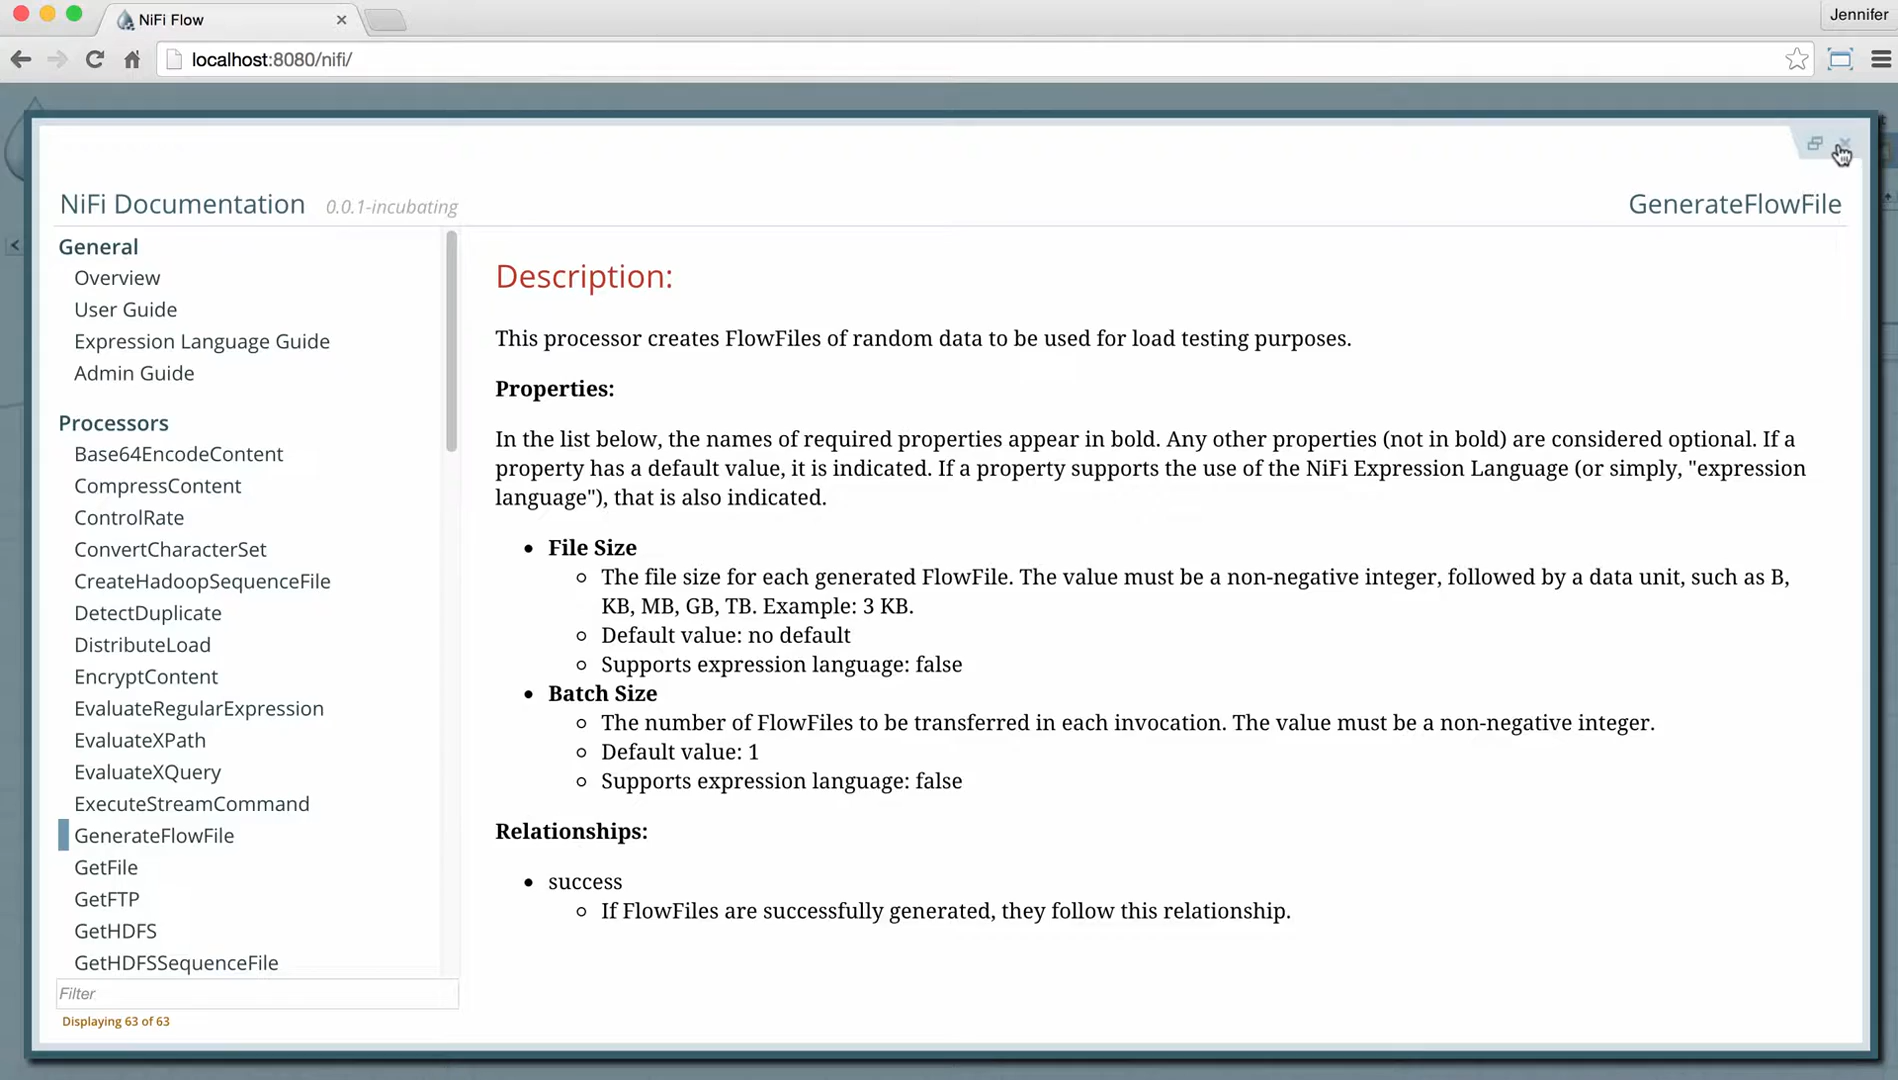 NiFi Flow
Jennifer
localhost:8080/nifi/
NiFi Documentation 0.0.1-incubating
GenerateFlowFile
General
Overview
User Guide
Expression Language Guide
Admin Guide
Processors
Base64EncodeContent
CompressContent
ControlRate
ConvertCharacterSet
CreateHadoopSequenceFile
DetectDuplicate
DistributeLoad
EncryptContent
EvaluateRegularExpression
EvaluateXPath
EvaluateXQuery
ExecuteStreamCommand
GenerateFlowFile
GetFile
GetFTP
GetHDFS
GetHDFSSequenceFile
Filter
Displaying 63 of 63
Description:
This processor creates FlowFiles of random data to be used for load testing purposes.
Properties:
In the list below, the names of required properties appear in bold. Any other properties (not in bold) are considered optional. If a
property has a default value, it is indicated. If a property supports the use of the NiFi Expression Language (or simply, "expression
language"), that is also indicated.
File Size
The file size for each generated FlowFile. The value must be a non-negative integer, followed by a data unit, such as B,
KB, MB, GB, TB. Example: 3 KB.
Default value: no default
Supports expression language: false
Batch Size
The number of FlowFiles to be transferred in each invocation. The value must be a non-negative integer.
Default value: 1
Supports expression language: false
Relationships:
success
If FlowFiles are successfully generated, they follow this relationship.